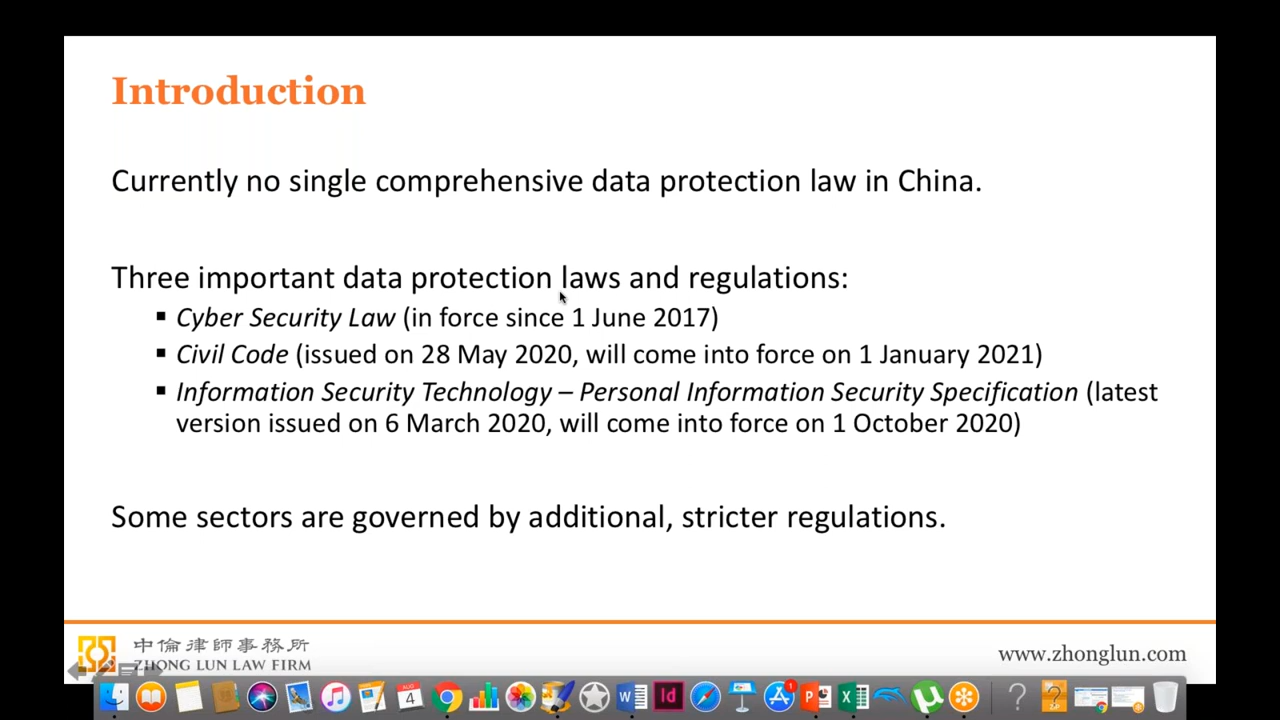 Introduction
Currently no single comprehensive data protection law in China.
Three important data protection laws and regulations:
▪ Cyber Security Law (in force since 1 June 2017)
▪ Civil Code (issued on 28 May 2020, will come into force on 1 January 2021)
▪ Information Security Technology – Personal Information Security Specification (latest
version issued on 6 March 2020, will come into force on 1 October 2020)
Some sectors are governed by additional, stricter regulations.
中倫律師事務所
ZHONG LUN LAW FIRM
www.zhonglun.com
AUG
4
1
W
Id
P
X
?
?